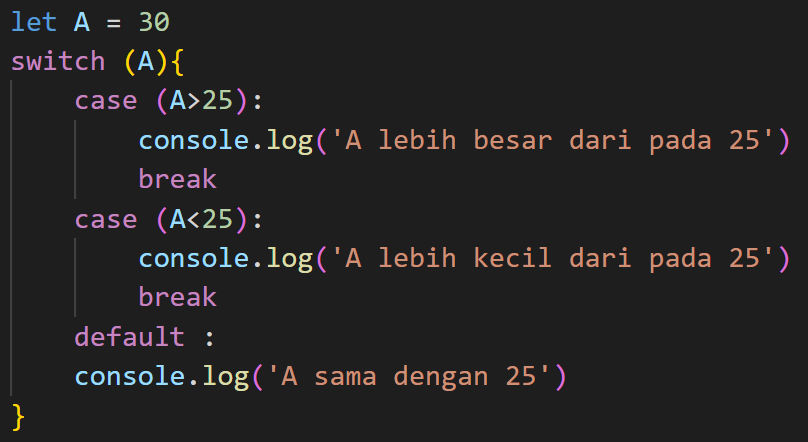 let A = 30
switch (A){
    case (A>25):
        console.log('A lebih besar dari pada 25')
        break
    case (A<25):
        console.log('A lebih kecil dari pada 25')
        break
    default :
    console.log('A sama dengan 25')
}